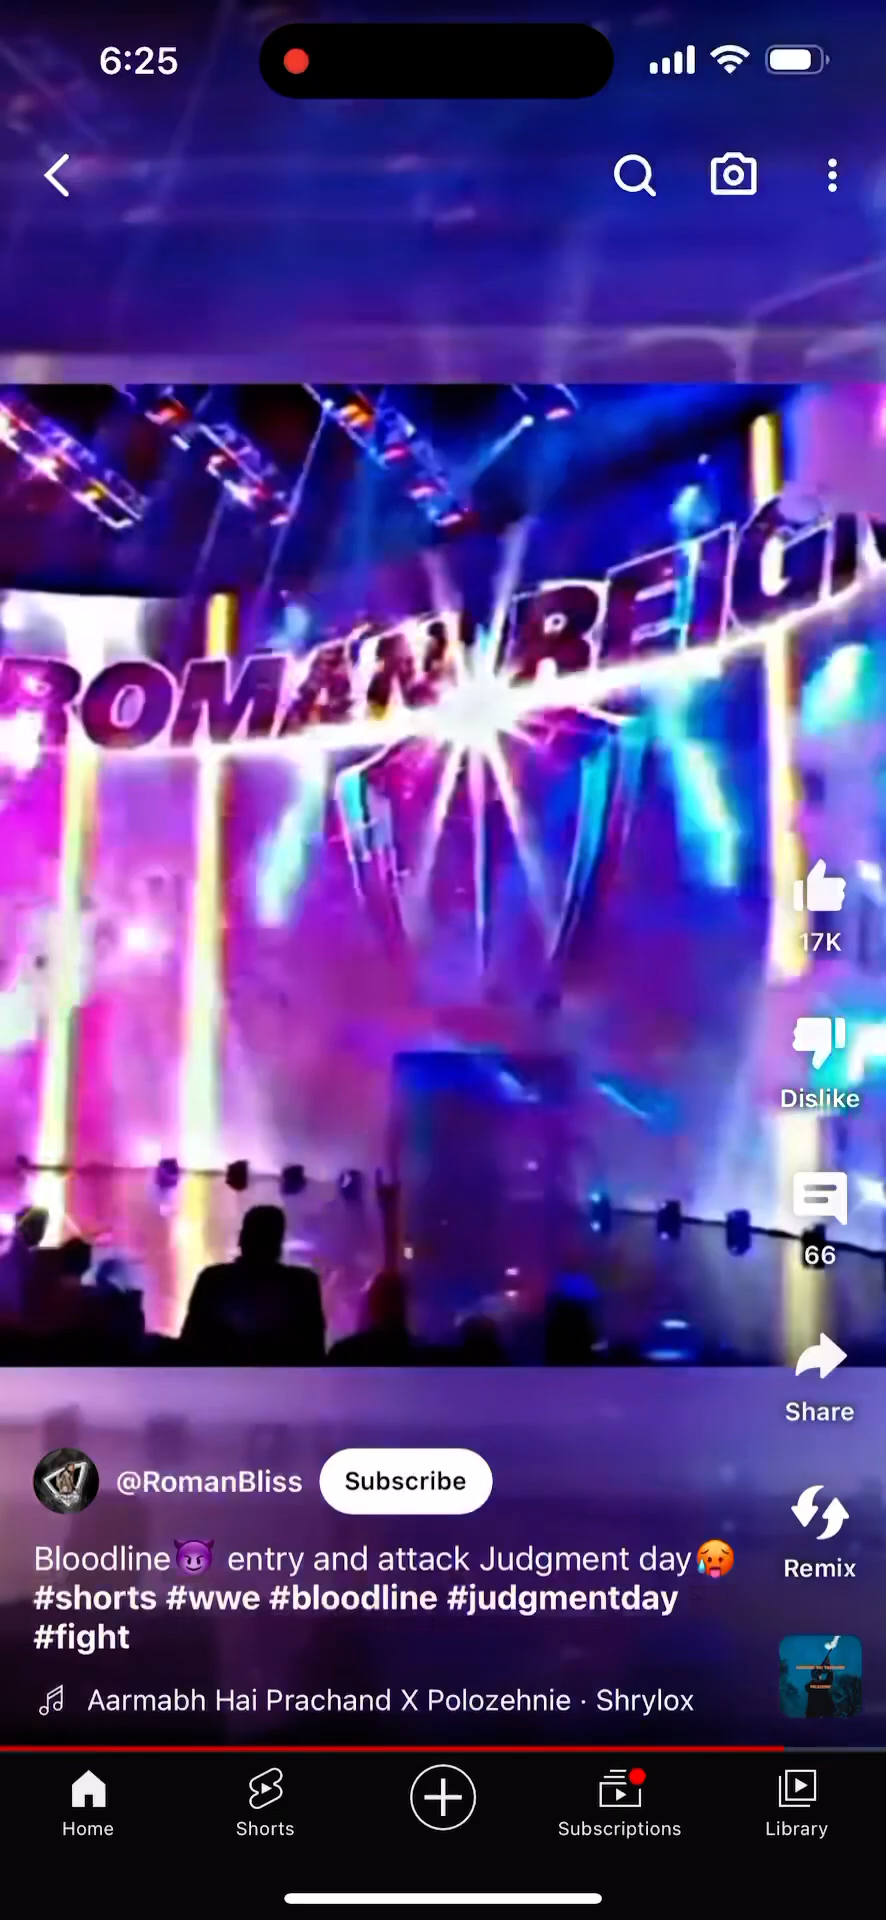 6:25
ROMAN REIGN
17K
Dislike
66
Share
@RomanBliss
Subscribe
Bloodline😈 entry and attack Judgment day🥵
#shorts #wwe #bloodline #judgmentday
#fight
Remix
Aarmabh Hai Prachand X Polozehnie · Shrylox
Home
Shorts
Subscriptions
Library